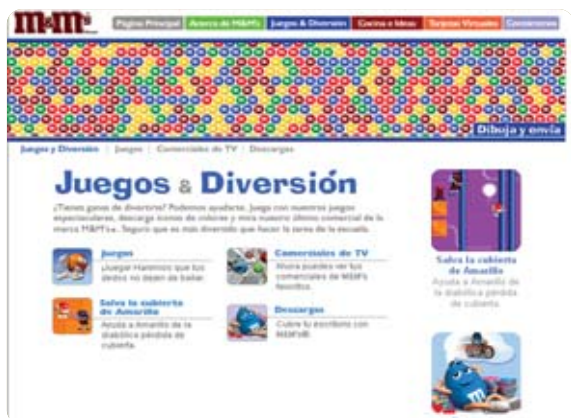 m&m's
Página Principal
Acerca de M&M's
Juegos & Diversión
Cocina e Ideas
Tarjetas Virtuales
Conócenos
Dibuja y envía
Juegos y Diversión | Juegos | Comerciales de TV | Descargas
Juegos & Diversión
¿Tienes ganas de divertirte? Podemos ayudarte. Juega con nuestros juegos
espectaculares, descarga iconos de colores y mira nuestro último comercial de la
marca M&M's. Seguro que es más divertido que hacer la tarea de la escuela.
Juegos
¡Juega! Haremos que tus
dedos no dejen de bailar.
Comerciales de TV
Ahora puedes ver tus
comerciales de M&M's
favoritos.
Salva la cubierta
de Amarillo
Ayuda a Amarillo de la
diabólica pérdida de
cubierta.
Descargas
Cubre tu escritorio con
M&M's®.
Salva la cubierta
de Amarillo
Ayuda a Amarillo de
la diabólica pérdida
de cubierta.